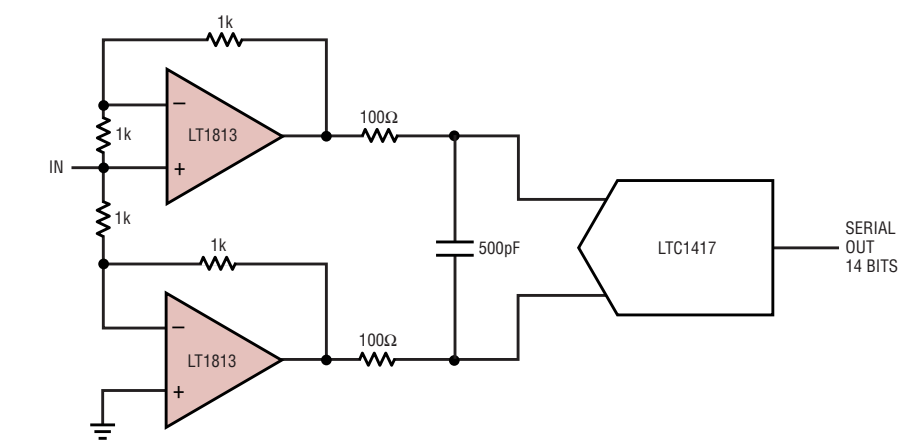 1k
−
LT1813
+
1k
IN
1k
100Ω
1k
−
LT1813
+
100Ω
500pF
LTC1417
SERIAL
OUT
14 BITS